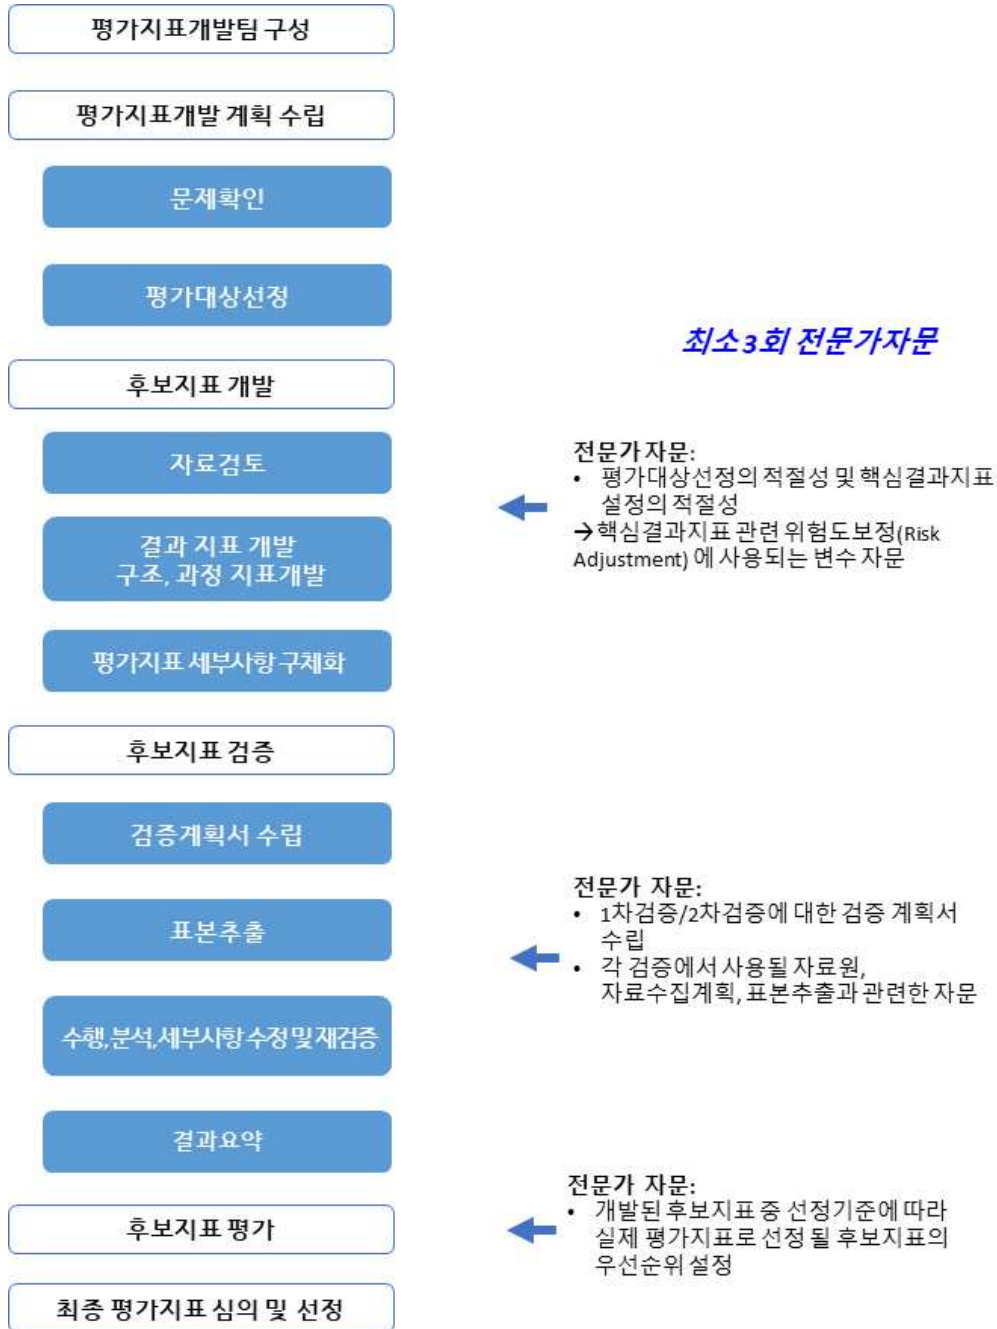 평가지표개발팀 구성
평가지표개발 계획 수립
문제확인
평가대상선정
최소 3회 전문가자문
후보지표 개발
자료검토
결과 지표 개발
구조, 과정 지표개발
평가지표 세부사항 구체화
전문가 자문:
• 평가대상선정의 적절성 및 핵심결과지표
설정의 적절성
→핵심결과지표 관련 위험도보정(Risk
Adjustment) 에 사용되는 변수 자문
후보지표 검증
검증계획서 수립
표본추출
수행,분석,세부사항 수정 및 재검증
결과요약
전문가 자문:
• 1차검증/2차검증에 대한 검증 계획서
수립
• 각 검증에서 사용될 자료원,
자료수집계획, 표본추출과 관련한 자문
후보지표 평가
전문가 자문:
• 개발된 후보지표 중 선정기준에 따라
실제 평가지표로 선정 될 후보지표의
우선순위 설정
최종 평가지표 심의 및 선정